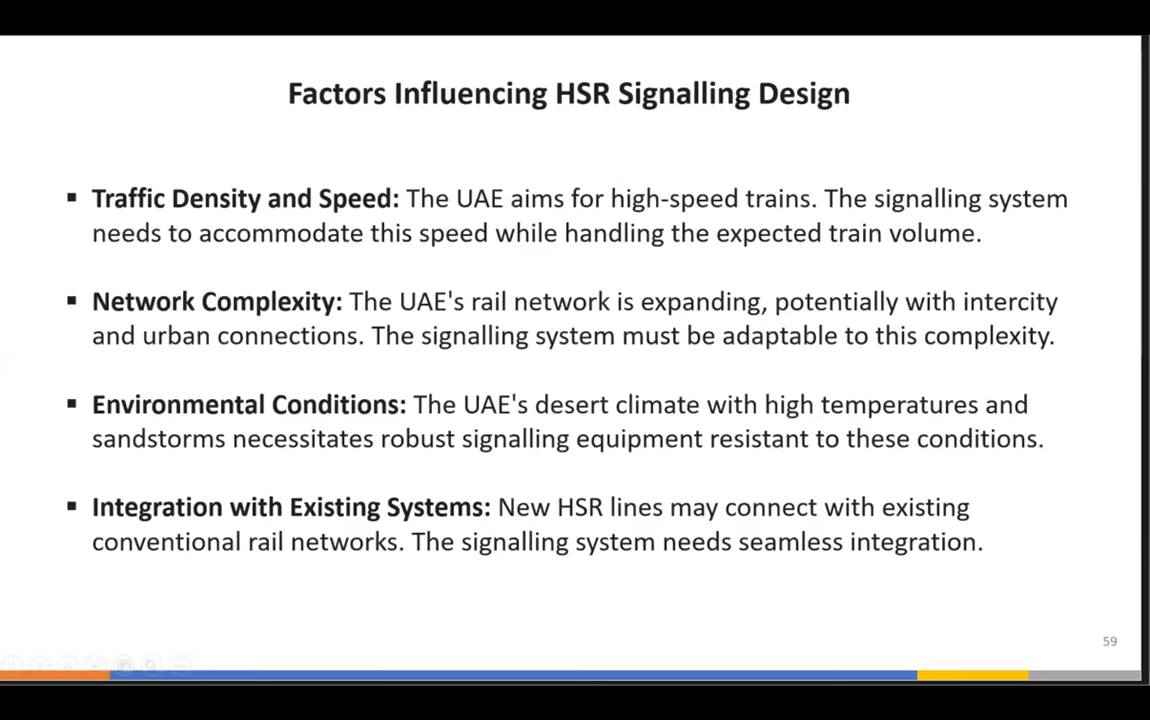 Factors Influencing HSR Signalling Design
▪ Traffic Density and Speed: The UAE aims for high-speed trains. The signalling system
needs to accommodate this speed while handling the expected train volume.
▪ Network Complexity: The UAE's rail network is expanding, potentially with intercity
and urban connections. The signalling system must be adaptable to this complexity.
▪ Environmental Conditions: The UAE's desert climate with high temperatures and
sandstorms necessitates robust signalling equipment resistant to these conditions.
▪ Integration with Existing Systems: New HSR lines may connect with existing
conventional rail networks. The signalling system needs seamless integration.
59